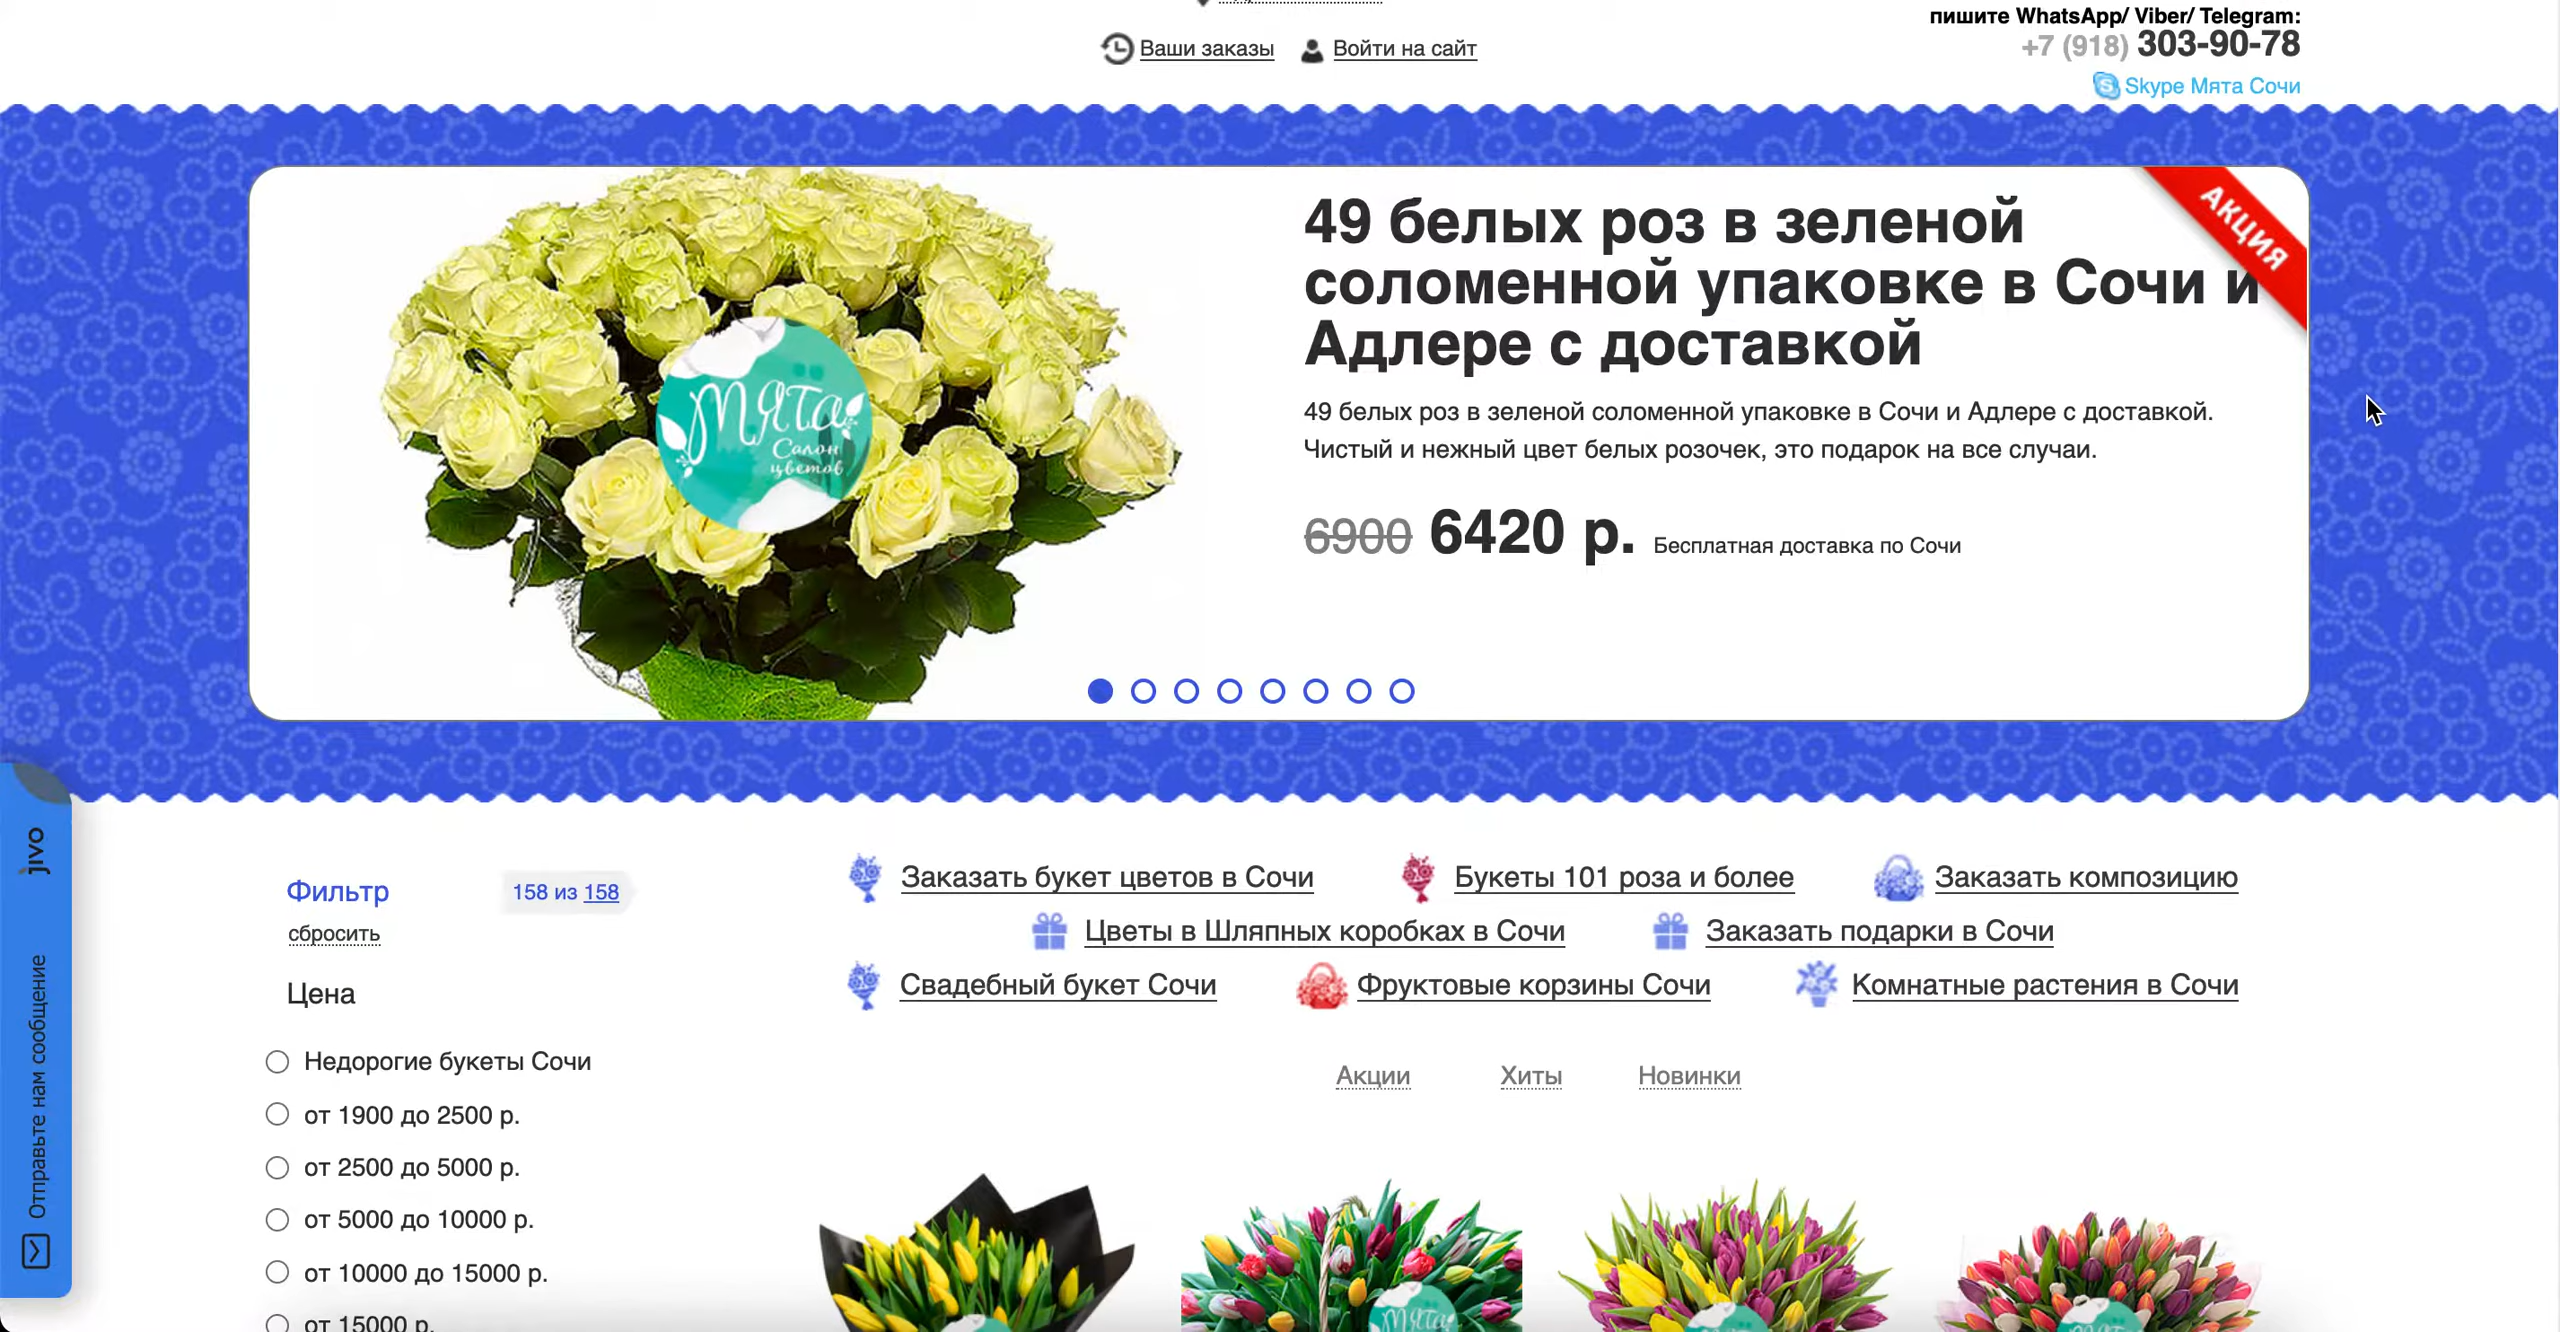 пишите WhatsApp/ Viber/ Telegram:
+7 (918) 303-90-78
Ваши заказы
Войти на сайт
Skype Мята Сочи
АКЦИЯ
49 белых роз в зеленой
соломенной упаковке в Сочи и
Адлере с доставкой
49 белых роз в зеленой соломенной упаковке в Сочи и Адлере с доставкой.
Чистый и нежный цвет белых розочек, это подарок на все случаи.
6900 6420 р. Бесплатная доставка по Сочи
Мята
Салон
цветов
jivo
Отправьте нам сообщение
Фильтр
158 из 158
сбросить
Цена
Недорогие букеты Сочи
от 1900 до 2500 р.
от 2500 до 5000 р.
от 5000 до 10000 р.
от 10000 до 15000 р.
от 15000 р.
Заказать букет цветов в Сочи
Букеты 101 роза и более
Заказать композицию
Цветы в Шляпных коробках в Сочи
Заказать подарки в Сочи
Свадебный букет Сочи
Фруктовые корзины Сочи
Комнатные растения в Сочи
Акции
Хиты
Новинки
Мята